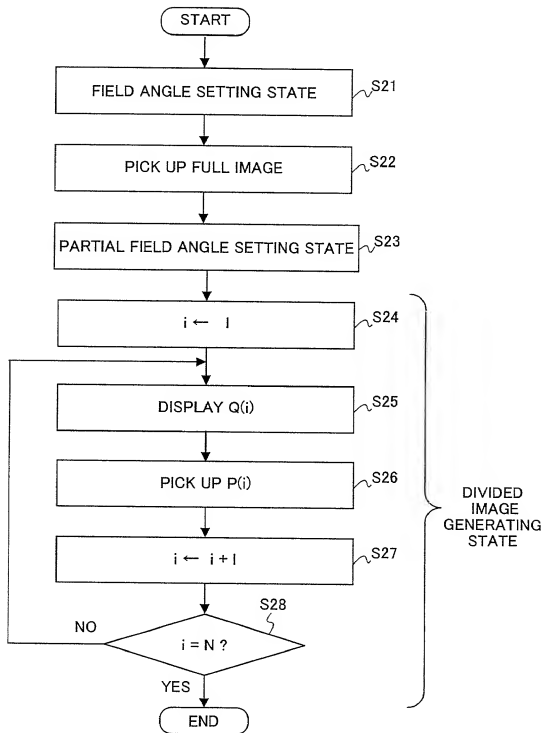 START
FIELD ANGLE SETTING STATE
S21
PICK UP FULL IMAGE
S22
PARTIAL FIELD ANGLE SETTING STATE
S23
i ← 1
S24
DISPLAY Q(i)
S25
PICK UP P(i)
S26
i ← i + 1
S27
DIVIDED
IMAGE
GENERATING
STATE
S28
i = N ?
NO
YES
END